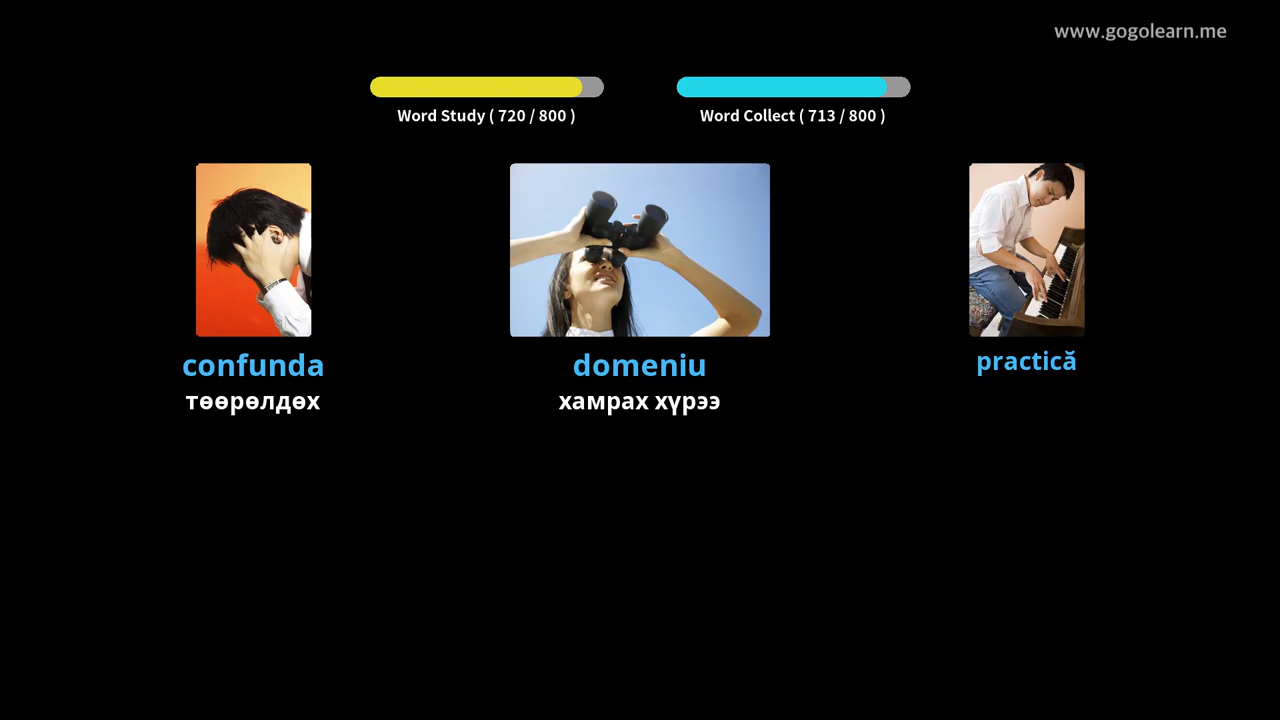 www.gogolearn.me
Word Study ( 720 / 800 )
Word Collect ( 713 / 800 )
confunda
төөрөлдөх
domeniu
хамрах хүрээ
practică